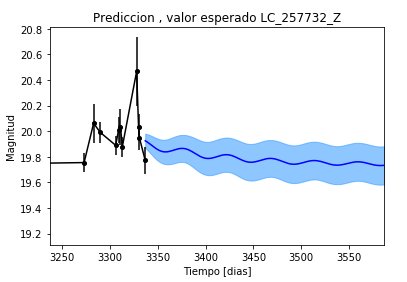 Prediccion , valor esperado LC_257732_Z
20.8
20.6
20.4
20.2
20.0
19.8
19.6
19.4
19.2
Magnitud
3250 3300 3350 3400 3450 3500 3550
Tiempo [dias]